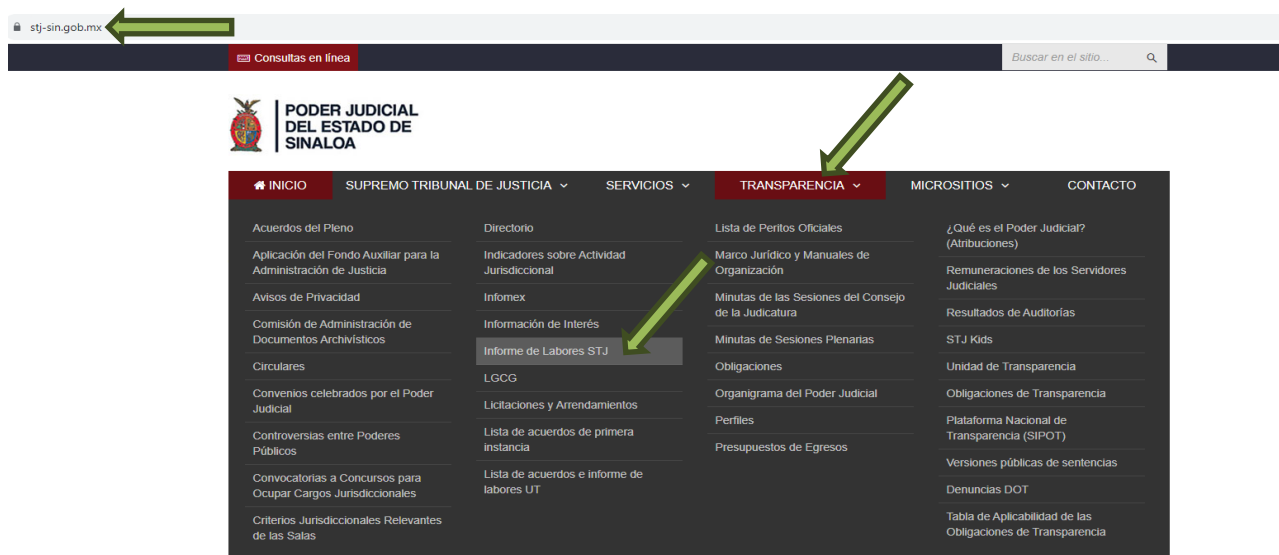 stj-sin.gob.mx
Consultas en línea
Buscar en el sitio...
PODER JUDICIAL
DEL ESTADO DE
SINALOA
INICIO
SUPREMO TRIBUNAL DE JUSTICIA
SERVICIOS
TRANSPARENCIA
MICROSITIOS
CONTACTO
Acuerdos del Pleno
Aplicación del Fondo Auxiliar para la
Administración de Justicia
Avisos de Privacidad
Comisión de Administración de
Documentos Archivísticos
Circulares
Convenios celebrados por el Poder
Judicial
Controversias entre Poderes
Públicos
Convocatorias a Concursos para
Ocupar Cargos Jurisdiccionales
Criterios Jurisdiccionales Relevantes
de las Salas
Directorio
Indicadores sobre Actividad
Jurisdiccional
Infomex
Información de Interés
Informe de Labores STJ
LGCG
Licitaciones y Arrendamientos
Lista de acuerdos de primera
instancia
Lista de acuerdos e informe de
labores UT
Lista de Peritos Oficiales
Marco Jurídico y Manuales de
Organización
Minutas de las Sesiones del Consejo
de la Judicatura
Minutas de Sesiones Plenarias
Obligaciones
Organigrama del Poder Judicial
Perfiles
Presupuestos de Egresos
¿Qué es el Poder Judicial?
(Atribuciones)
Remuneraciones de los Servidores
Judiciales
Resultados de Auditorías
STJ Kids
Unidad de Transparencia
Obligaciones de Transparencia
Plataforma Nacional de
Transparencia (SIPOT)
Versiones públicas de sentencias
Denuncias DOT
Tabla de Aplicabilidad de las
Obligaciones de Transparencia